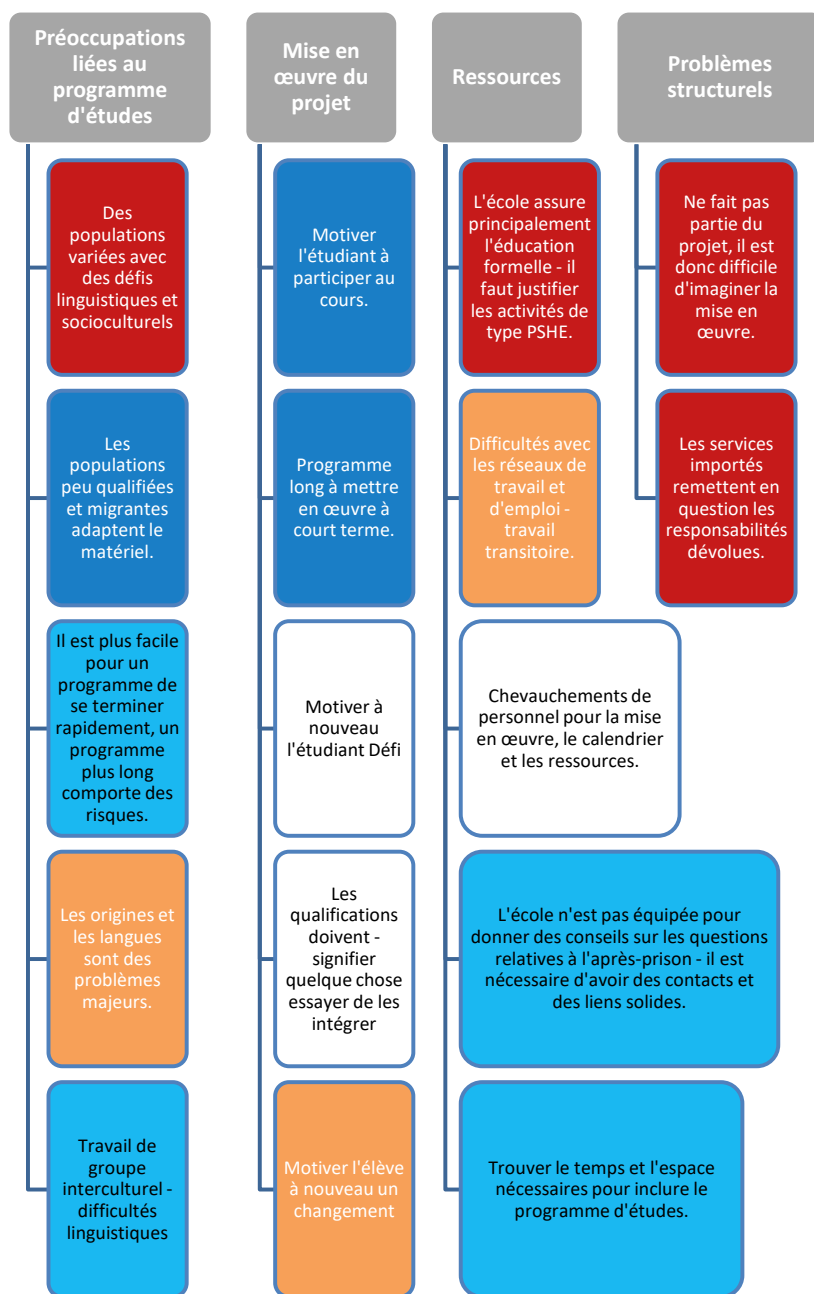 Préoccupations
liées au
programme
d'études
Des
populations
variées avec
des défis
linguistiques et
socioculturels
Les
populations
peu qualifiées
et migrantes
adaptent le
matériel.
Il est plus facile
pour un
programme de
se terminer
rapidement, un
programme
plus long
comporte des
risques.
Les origines et
les langues
sont des
problèmes
majeurs.
Travail de
groupe
interculturel -
difficultés
linguistiques
Mise en
œuvre du
projet
Motiver
l'étudiant à
participer au
cours.
Programme
long à mettre
en œuvre à
court terme.
Motiver à
nouveau
l'étudiant Défi
Les
qualifications
doivent -
signifier
quelque chose
essayer de les
intégrer
Motiver l'élève
à nouveau un
changement
Ressources
L'école assure
principalement
l'éducation
formelle - il
faut justifier
les activités de
type PSHE.
Difficultés avec
les réseaux de
travail et
d'emploi -
travail
transitoire.
Chevauchements de
personnel pour la mise
en œuvre, le calendrier
et les ressources.
L'école n'est pas équipée pour
donner des conseils sur les questions
relatives à l'après-prison - il est
nécessaire d'avoir des contacts et
des liens solides.
Trouver le temps et l'espace
nécessaires pour inclure le
programme d'études.
Problèmes
structurels
Ne fait pas
partie du
projet, il est
donc difficile
d'imaginer la
mise en
œuvre.
Les services
importés
remettent en
question les
responsabilités
dévolues.